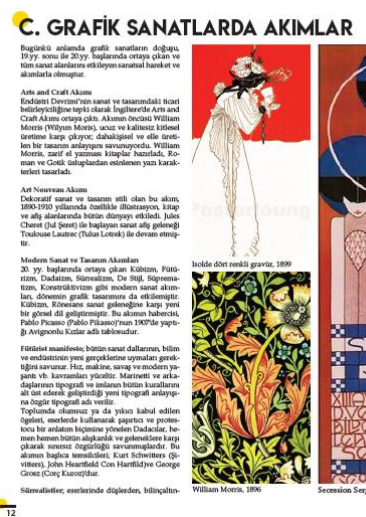 C. GRAFİK SANATLARDA AKIMLAR
Bugünkü anlamda grafik sanatların doğuşu,
19.yy. sonu ile 20.yy. başlarında ortaya çıkan ve
tüm sanat alanlarını etkileyen sanatsal hareket ve
akımlarla olmuştur.
Arts and Craft Akımı
Endüstri Devrimi'nin sanat ve tasarımdaki ticari
belirleyiciliğine tepki olarak İngiltere'de Arts and
Craft Akımı ortaya çıktı. Akımın öncüsü William
Morris (Wilyım Moris), ucuz ve kalitesiz kitlesel
üretime karşı çıkıyor; dahakişisel ve elle üreti-
len bir tasarım anlayışını savunuyordu. William
Morris, zarif el yazması kitaplar hazırladı, Ro-
man ve Gotik üsluplardan esinlenen yazı karak-
terleri tasarladı.
Art Nouveau Akımı
Dekoratif sanat ve tasarım stili olan bu akım,
1890-1910 yıllarında özellikle illüstrasyon, kitap
ve afiş alanlarında bütün dünyayı etkiledi. Jules
Cheret (Jul Şeret) ile başlayan sanat afiş geleneği
Toulouse Lautrec (Tulus Lotrek) ile devam etmiş-
tir.
Modern Sanat ve Tasarım Akımları
20. yy. başlarında ortaya çıkan Kübizm, Fütü-
rizm, Dadaizm, Sürrealizm, De Stijl, Süprema-
tizm, Konstrüktivizm gibi modern sanat akım-
ları, dönemin grafik tasarımını da etkilemiştir.
Kübizm, Rönesans sanat geleneğine karşı yeni
bir görsel dil geliştirmiştir. Bu akımın habercisi,
Pablo Picasso (Pablo Pikasso)'nun 1907'de yaptı-
ğı Avignonlu Kızlar adlı tablosudur.
Fütürist manifesto; bütün sanat dallarının, bilim
ve endüstrinin yeni gerçeklerine uymaları gerek-
tiğini savunur. Hız, makine, savaş ve modern ya-
şantı vb. kavramları yüceltir. Marinetti ve arka-
daşlarının tipografi ve imlanın bütün kurallarını
alt üst ederek geliştirdiği yeni tipografi anlayışı-
na özgür tipografi adı verilir.
Toplumda olumsuz ya da yıkıcı kabul edilen
ögeleri, eserlerde kullanarak şaşırtıcı ve protes-
tocu bir anlatım biçimine yönelen Dadacılar, he-
men hemen bütün alışkanlık ve geleneklere karşı
çıkarak sınırsız özgürlüğü savunmuşlardır. Bu
akımın başlıca temsilcileri; Kurt Schwitters (Şi-
vitters), John Heartfield Con Hartfild)ve George
Grosz (Corç Kuroz)'dur.
Sürrealistler, eserlerinde düşlerden, bilinçaltın-
12
Posterlounge
Isolde dört renkli gravür, 1899
William Morris, 1896
Secession Ser